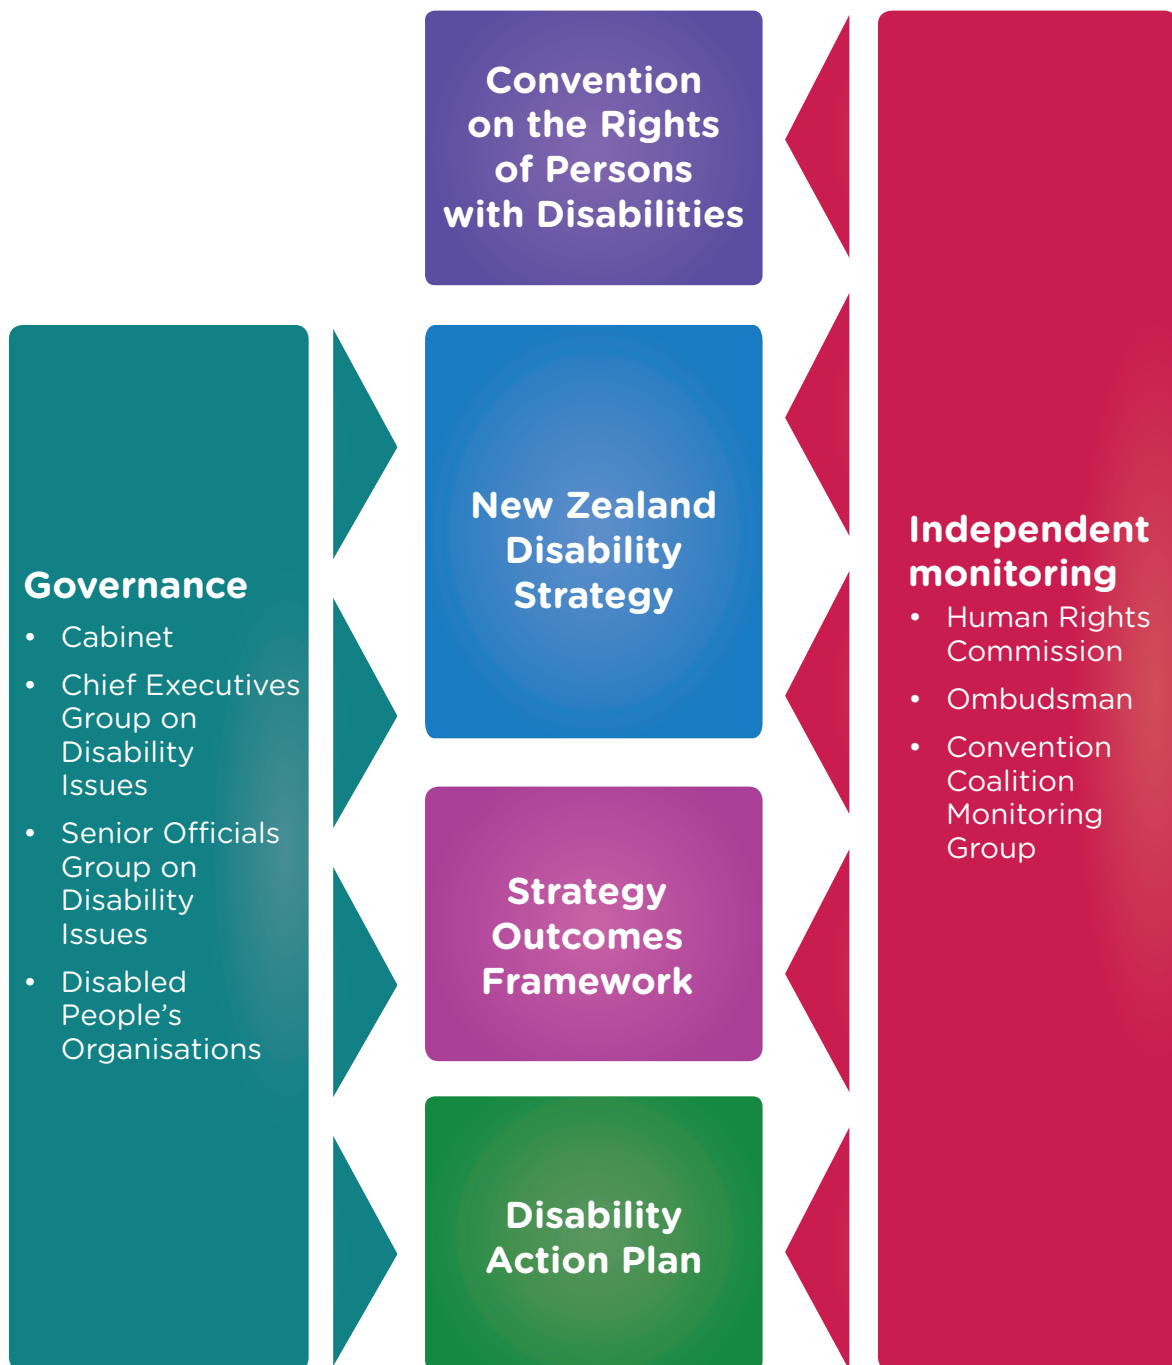 Convention
on the Rights
of Persons
with Disabilities
New Zealand
Disability
Strategy
Strategy
Outcomes
Framework
Disability
Action Plan
Governance
• Cabinet
• Chief Executives
Group on
Disability
Issues
• Senior Officials
Group on
Disability
Issues
• Disabled
People’s
Organisations
Independent
monitoring
• Human Rights
Commission
• Ombudsman
• Convention
Coalition
Monitoring
Group